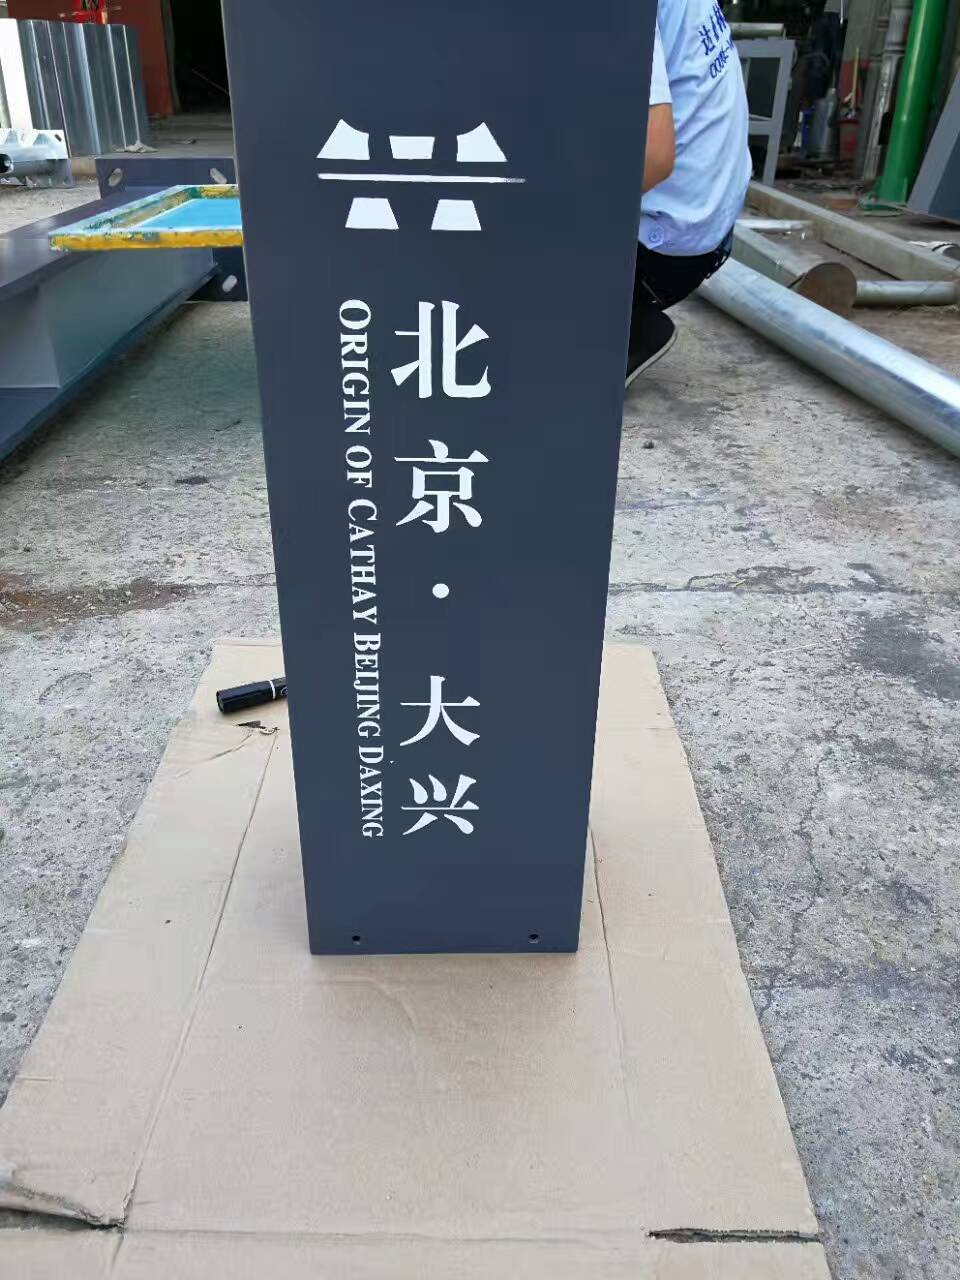 北京·大兴
ORIGIN OF CATHAY BEIJING DAXING